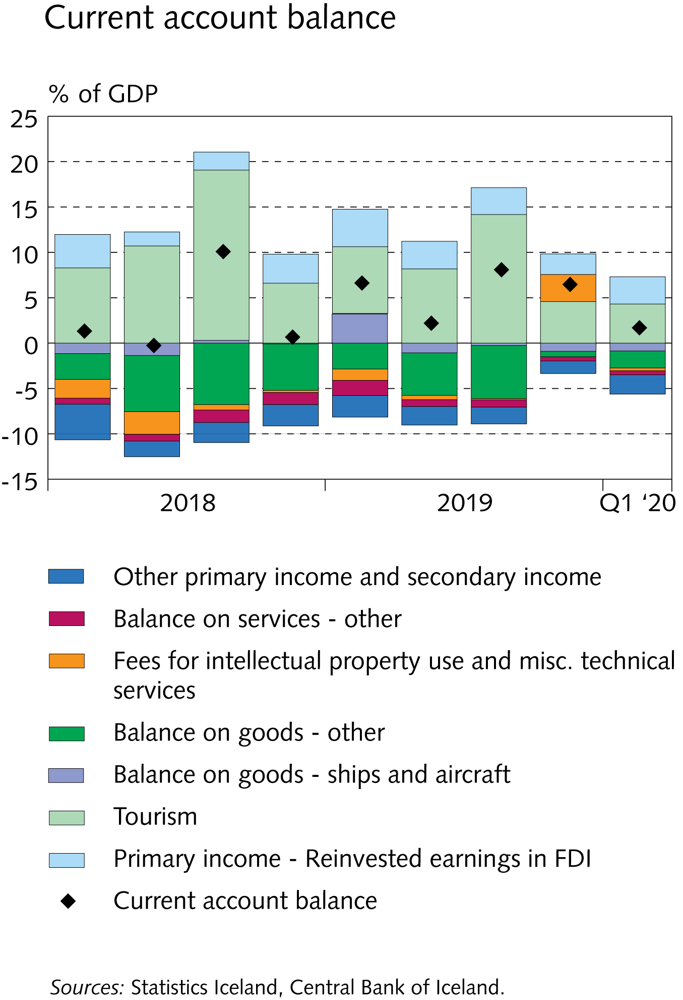 Current account balance
% of GDP
25
20
15
10
5
0
-5
-10
-15
2018 2019 Q1 ‘20
Other primary income and secondary income
Balance on services - other
Fees for intellectual property use and misc. technical
services
Balance on goods - other
Balance on goods - ships and aircraft
Tourism
Primary income - Reinvested earnings in FDI
Current account balance
Sources: Statistics Iceland, Central Bank of Iceland.